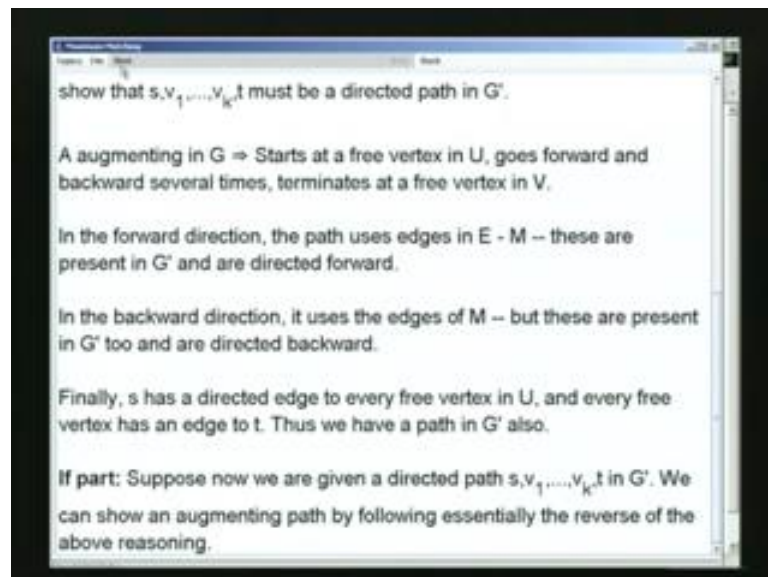 show that s,v1,...,vk,t must be a directed path in G'.
A augmenting in G ⇒ Starts at a free vertex in U, goes forward and
backward several times, terminates at a free vertex in V.
In the forward direction, the path uses edges in E - M -- these are
present in G' and are directed forward.
In the backward direction, it uses the edges of M -- but these are present
in G' too and are directed backward.
Finally, s has a directed edge to every free vertex in U, and every free
vertex has an edge to t. Thus we have a path in G' also.
If part: Suppose now we are given a directed path s,v1,...,vk,t in G'. We
can show an augmenting path by following essentially the reverse of the
above reasoning.